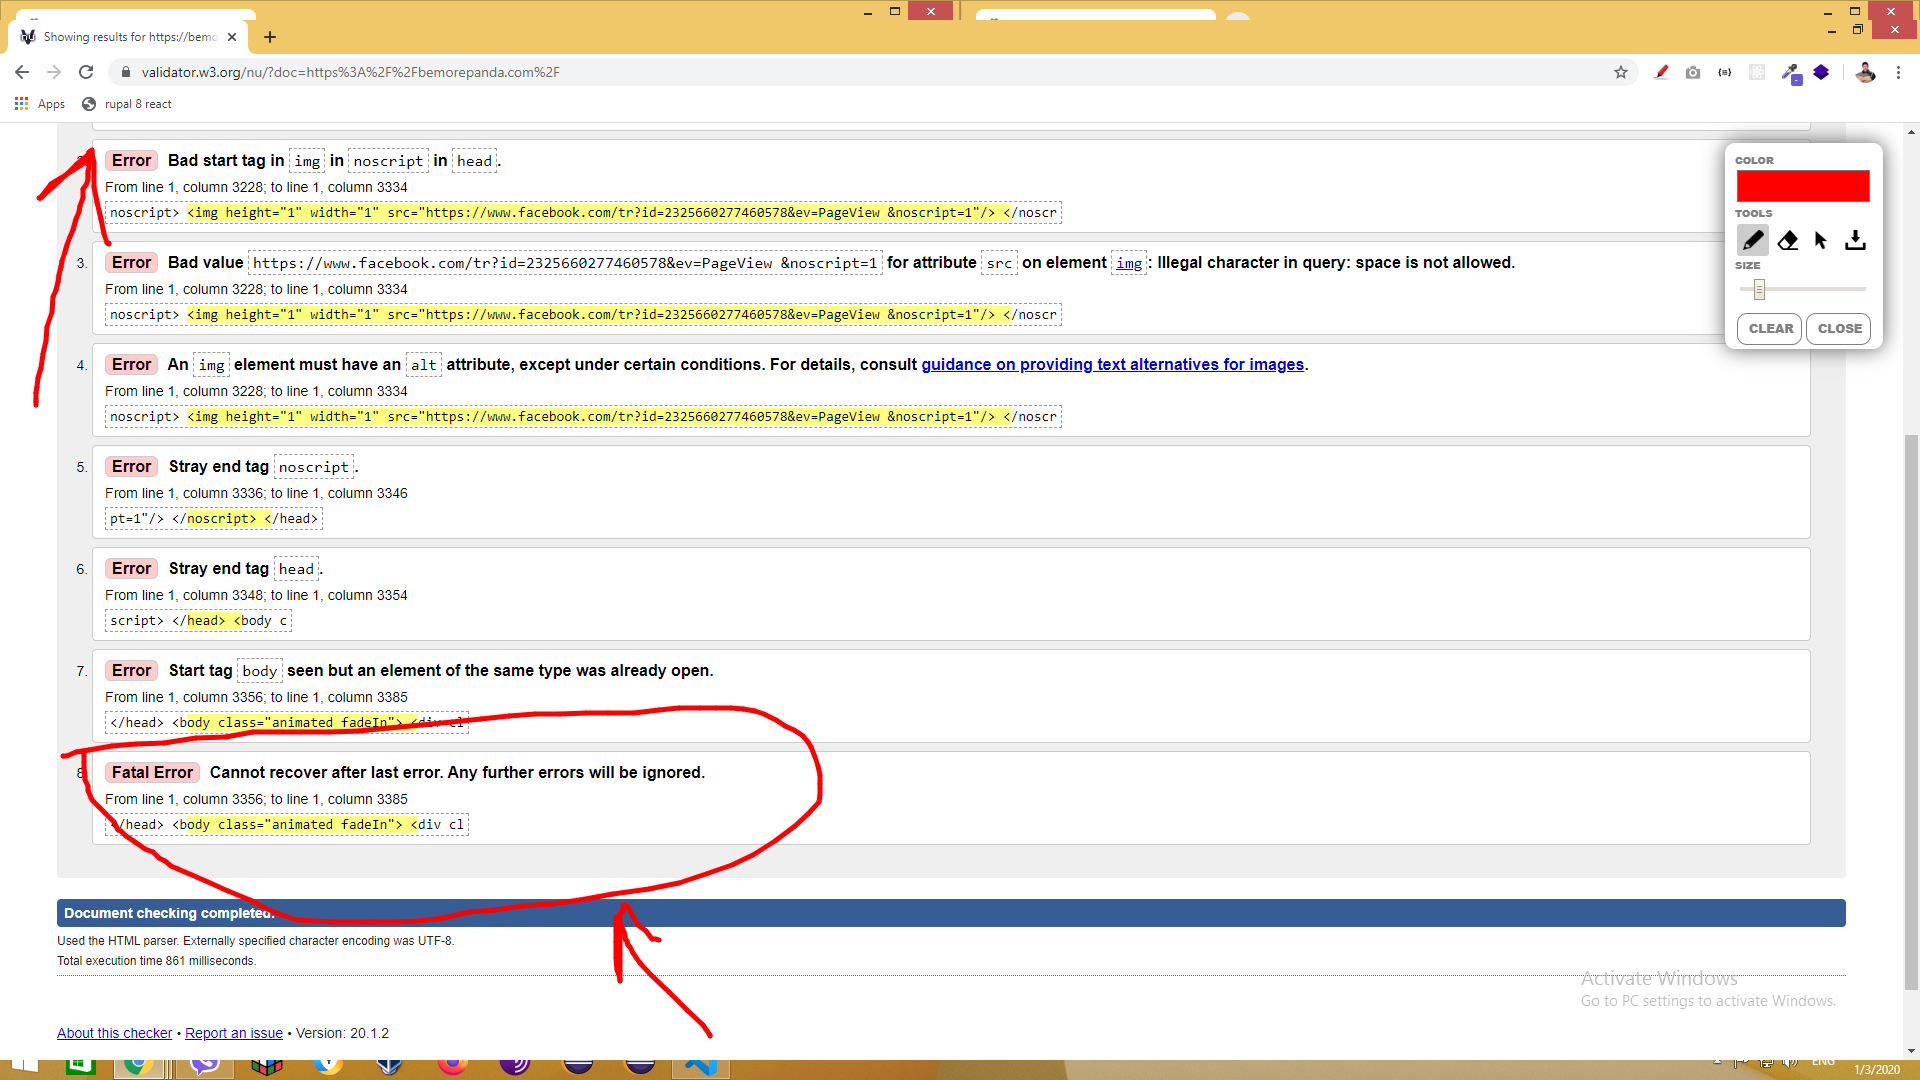 Showing results for https://bemo
validator.w3.org/nu/?doc=https%3A%2F%2Fbemorepanda.com%2F
Apps
rupal 8 react
Error Bad start tag in img in noscript in head.
From line 1, column 3228; to line 1, column 3334
noscript> <img height="1" width="1" src="https://www.facebook.com/tr?id=2325660277460578&ev=PageView &noscript=1"/> </noscr
3. Error Bad value https://www.facebook.com/tr?id=2325660277460578&ev=PageView &noscript=1 for attribute src on element img: Illegal character in query: space is not allowed.
From line 1, column 3228; to line 1, column 3334
noscript> <img height="1" width="1" src="https://www.facebook.com/tr?id=2325660277460578&ev=PageView &noscript=1"/> </noscr
4. Error An img element must have an alt attribute, except under certain conditions. For details, consult guidance on providing text alternatives for images.
From line 1, column 3228; to line 1, column 3334
noscript> <img height="1" width="1" src="https://www.facebook.com/tr?id=2325660277460578&ev=PageView &noscript=1"/> </noscr
5. Error Stray end tag noscript.
From line 1, column 3336; to line 1, column 3346
pt=1"/> </noscript> </head>
6. Error Stray end tag head.
From line 1, column 3348; to line 1, column 3354
script> </head> <body c
7. Error Start tag body seen but an element of the same type was already open.
From line 1, column 3356; to line 1, column 3385
</head> <body class="animated fadeIn"> <div cl
8 Fatal Error Cannot recover after last error. Any further errors will be ignored.
From line 1, column 3356; to line 1, column 3385
</head> <body class="animated fadeIn"> <div cl
Document checking completed.
Used the HTML parser. Externally specified character encoding was UTF-8.
Total execution time 861 milliseconds.
About this checker • Report an issue • Version: 20.1.2
COLOR
TOOLS
SIZE
CLEAR
CLOSE
Activate Windows
Go to PC settings to activate Windows.
ENG
1/3/2020